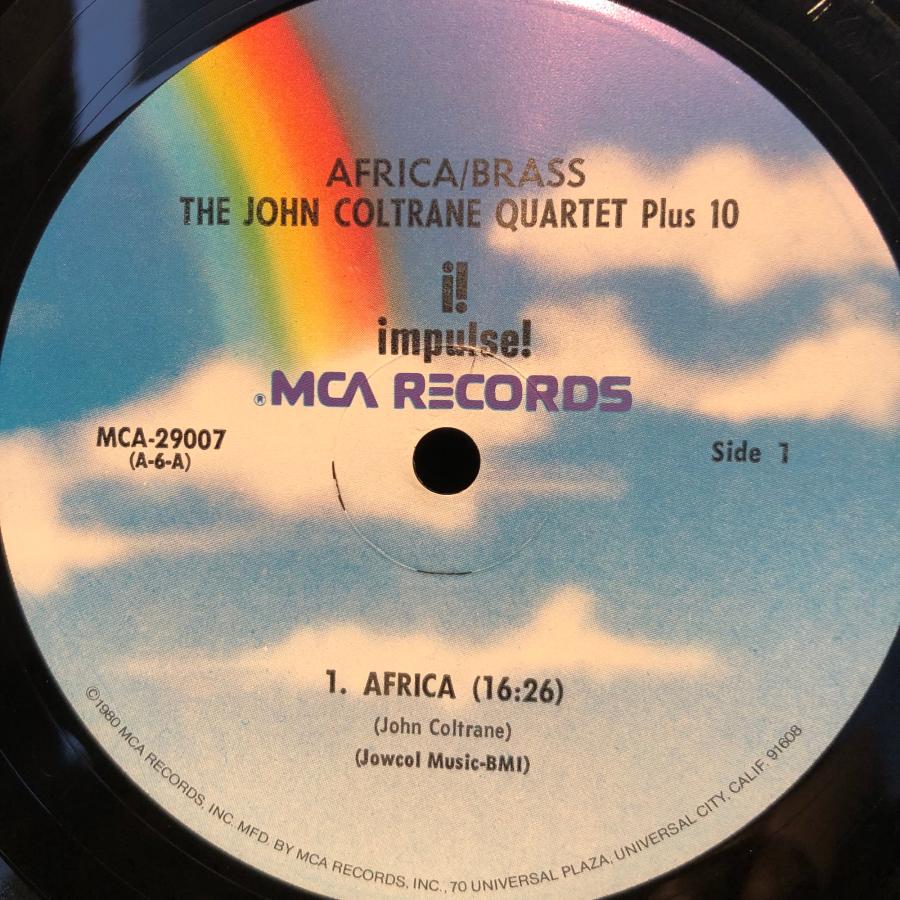 AFRICA/BRASS
THE JOHN COLTRANE QUARTET Plus 10
i!
impulse!
®MCA RECORDS
MCA-29007
(A-6-A)
Side 1
1. AFRICA (16:26)
(John Coltrane)
(Jowcol Music-BMI)
©1980 MCA RECORDS, INC. MFD. BY MCA RECORDS, INC., 70 UNIVERSAL PLAZA, UNIVERSAL CITY, CALIF. 91608